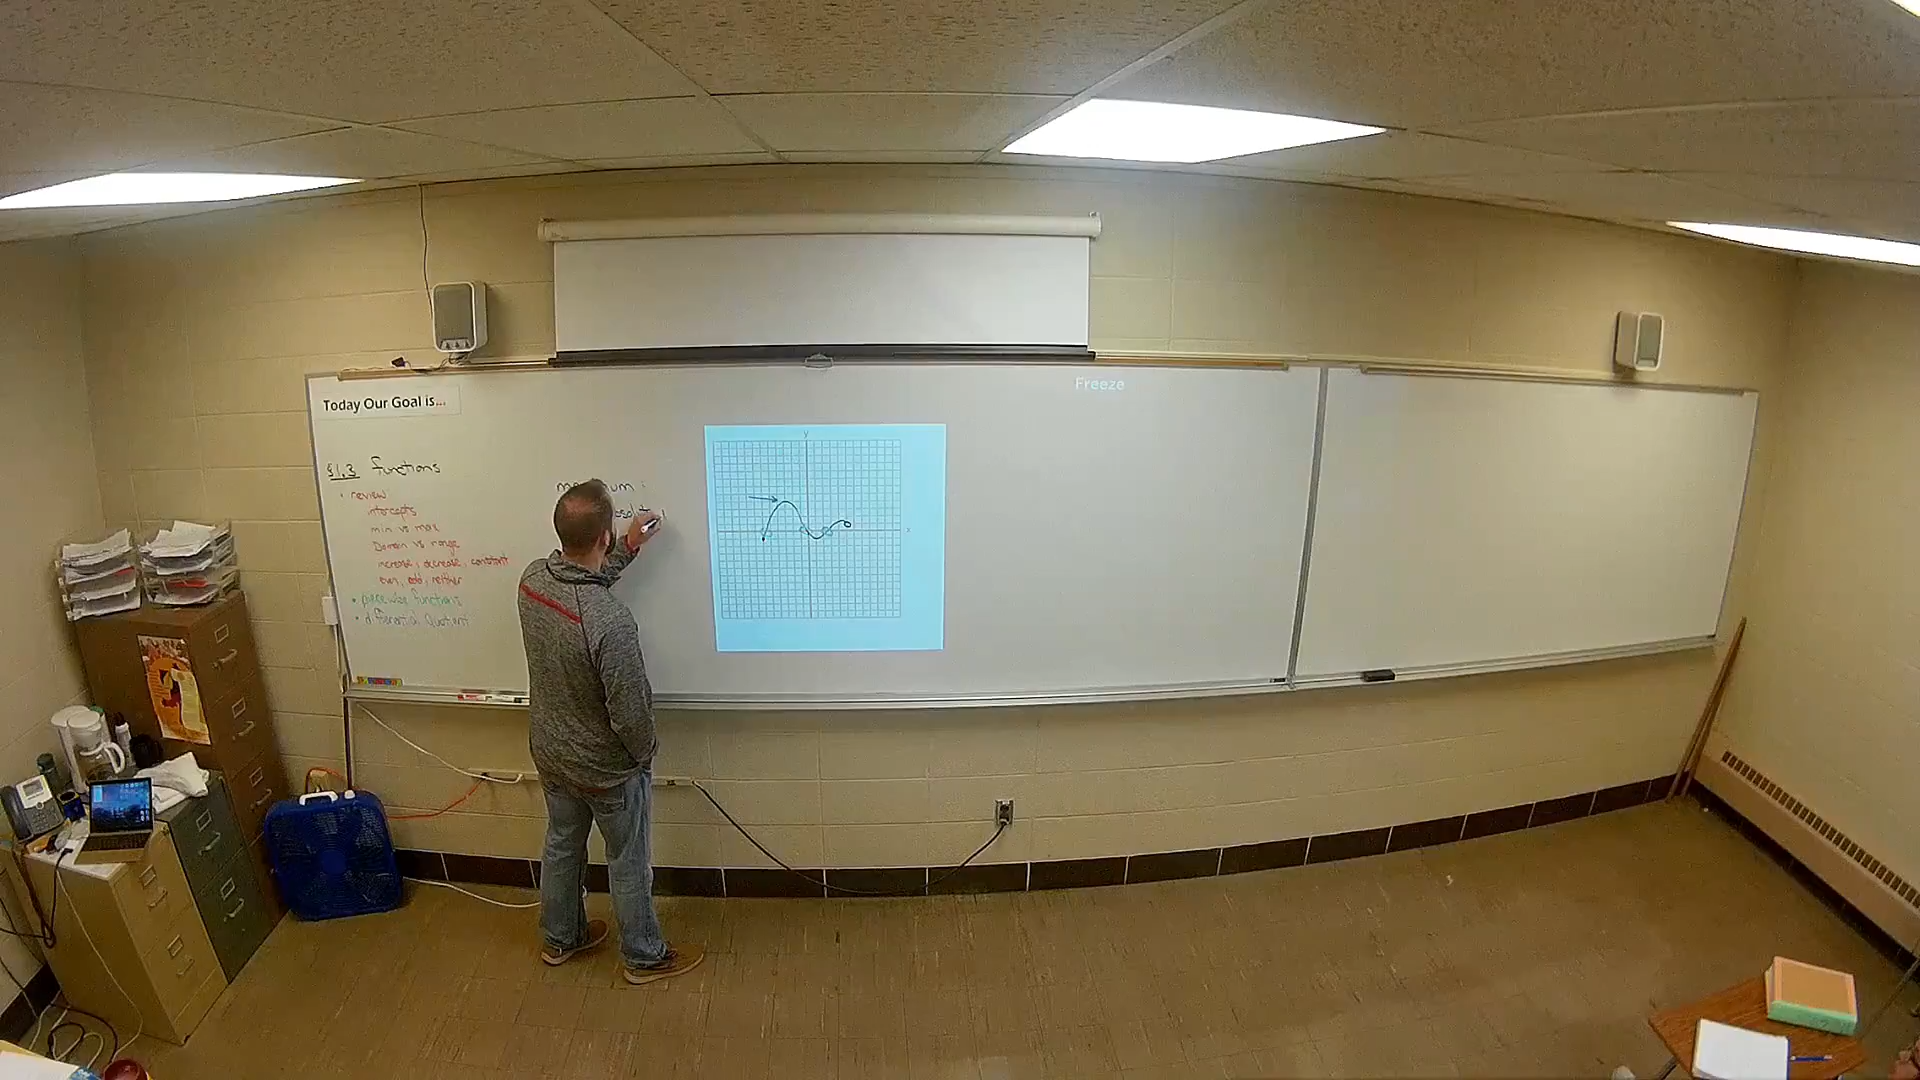 Today Our Goal is...
Freeze
§1.3 functions
• review
intercepts
min vs max
Domain vs range
increase, decrease, constant
even, odd, neither
• piecewise functions
• differential Quotient
y
x